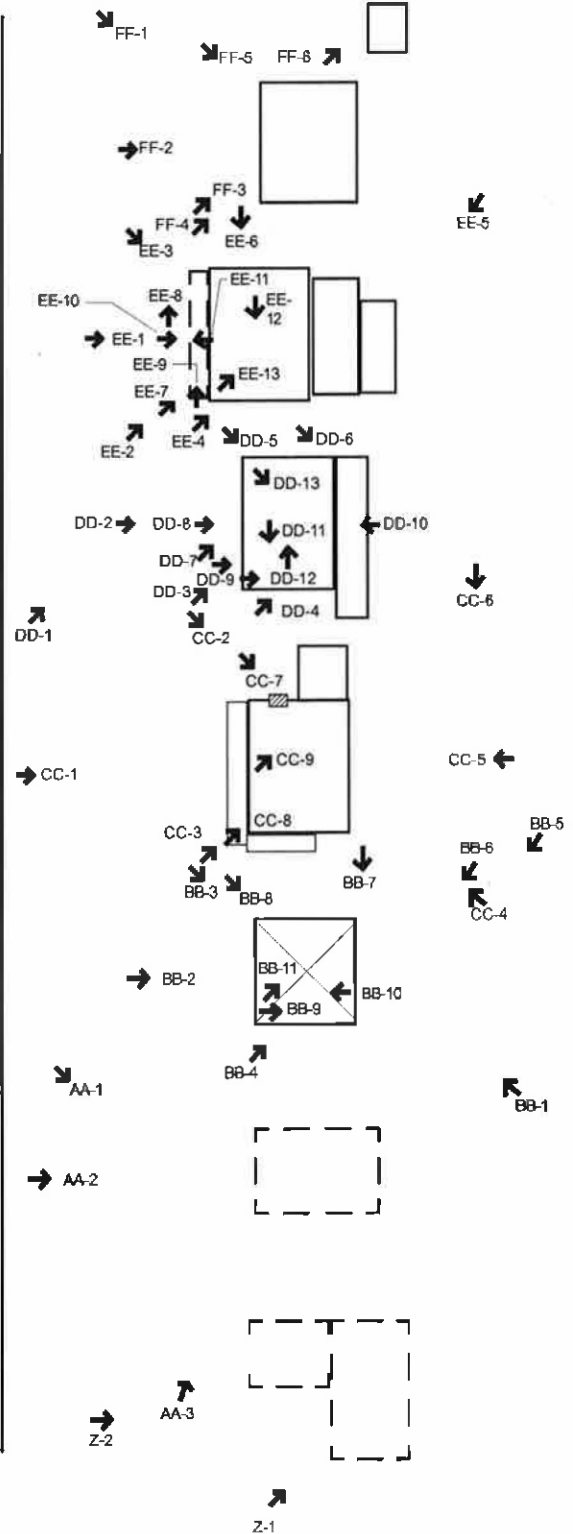 FF-1
FF-5
FF-6
FF-2
FF-3
FF-4
EE-3
EE-6
EE-5
EE-11
EE-10
EE-8
EE-
12
EE-1
EE-9
EE-13
EE-7
EE-2
EE-4
DD-5
DD-6
DD-13
DD-2
DD-8
DD-11
DD-10
DD-7
DD-9
DD-12
DD-3
DD-4
CC-6
DD-1
CC-2
CC-7
CC-9
CC-5
CC-1
CC-8
CC-3
BB-5
BB-6
BB-3
BB-8
BB-7
CC-4
BB-11
BB-2
BB-10
BB-9
BB-4
AA-1
BB-1
AA-2
AA-3
Z-2
Z-1